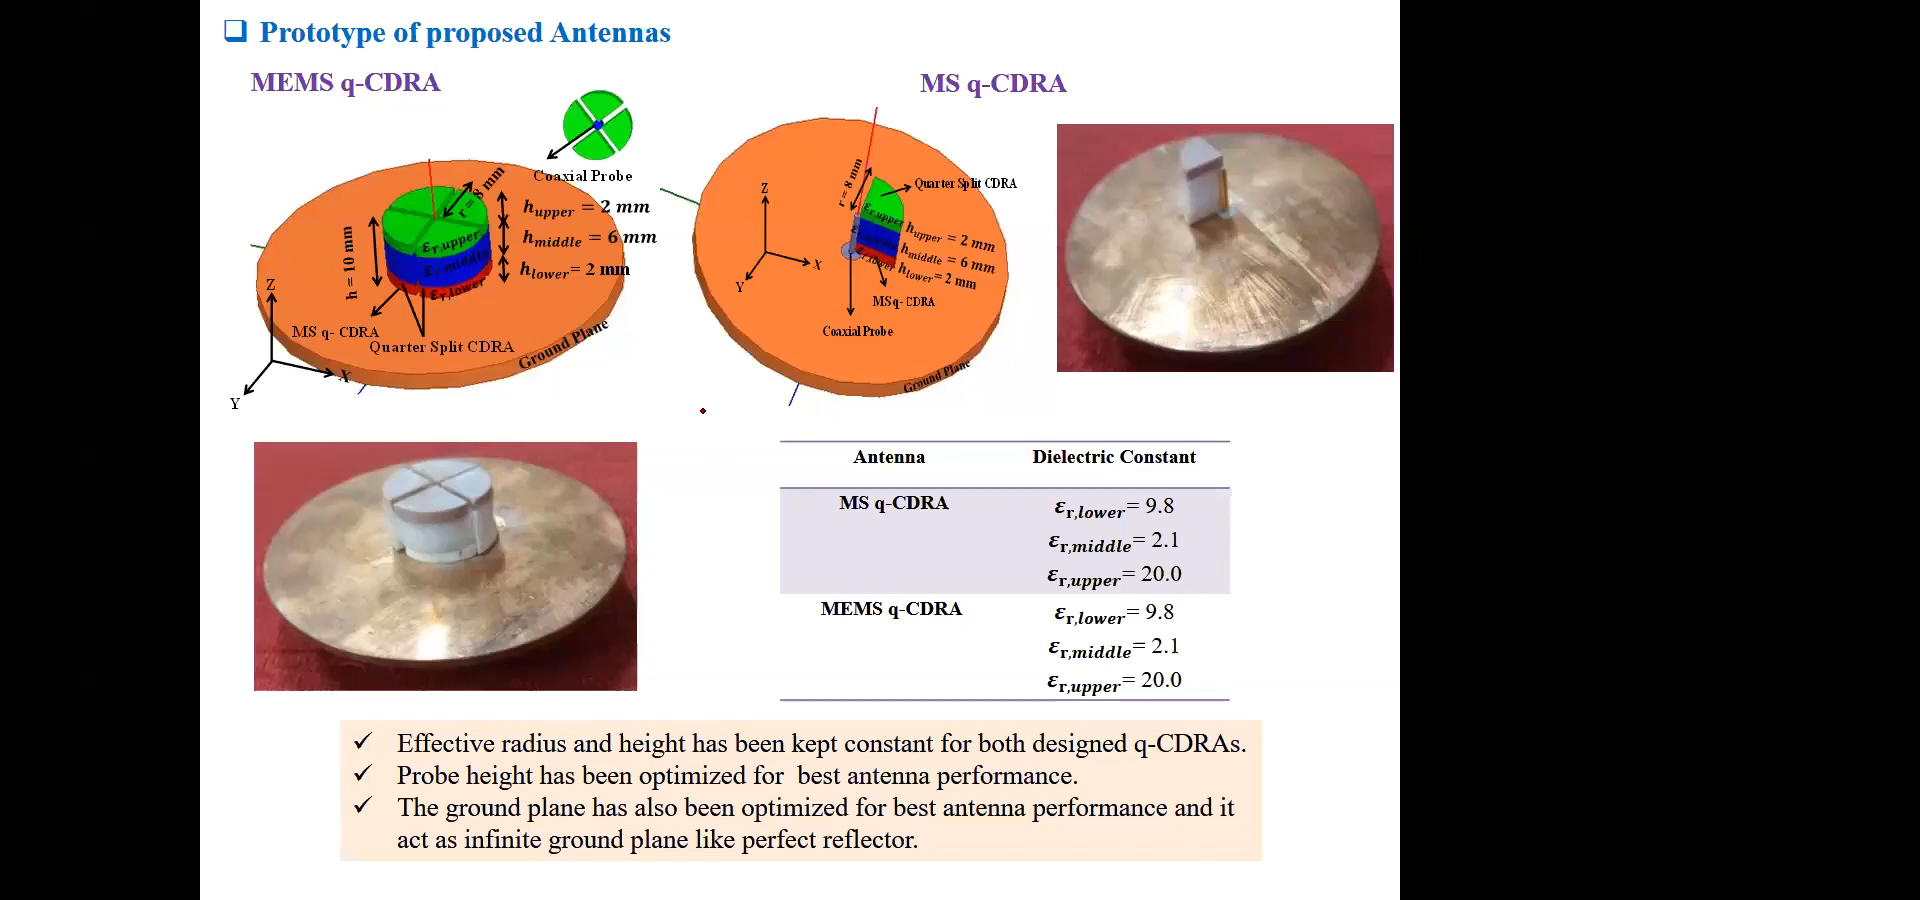 ❑ Prototype of proposed Antennas
MEMS q-CDRA
Coaxial Probe
r = 8 mm
h = 10 mm
h_upper = 2 mm
h_middle = 6 mm
h_lower = 2 mm
ε_r,upper
ε_r,middle
ε_r,lower
MS q- CDRA
Quarter Split CDRA
Ground Plane
Z
X
Y
MS q-CDRA
r = 8 mm
Quarter Split CDRA
ε_r,upper
h_upper = 2 mm
h_middle = 6 mm
ε_r,lower
h_lower = 2 mm
MS q- CDRA
Coaxial Probe
Ground Plane
Z
X
Y
Antenna Dielectric Constant
MS q-CDRA ε_r,lower= 9.8
ε_r,middle= 2.1
ε_r,upper= 20.0
MEMS q-CDRA ε_r,lower= 9.8
ε_r,middle= 2.1
ε_r,upper= 20.0
✓ Effective radius and height has been kept constant for both designed q-CDRAs.
✓ Probe height has been optimized for best antenna performance.
✓ The ground plane has also been optimized for best antenna performance and it
act as infinite ground plane like perfect reflector.